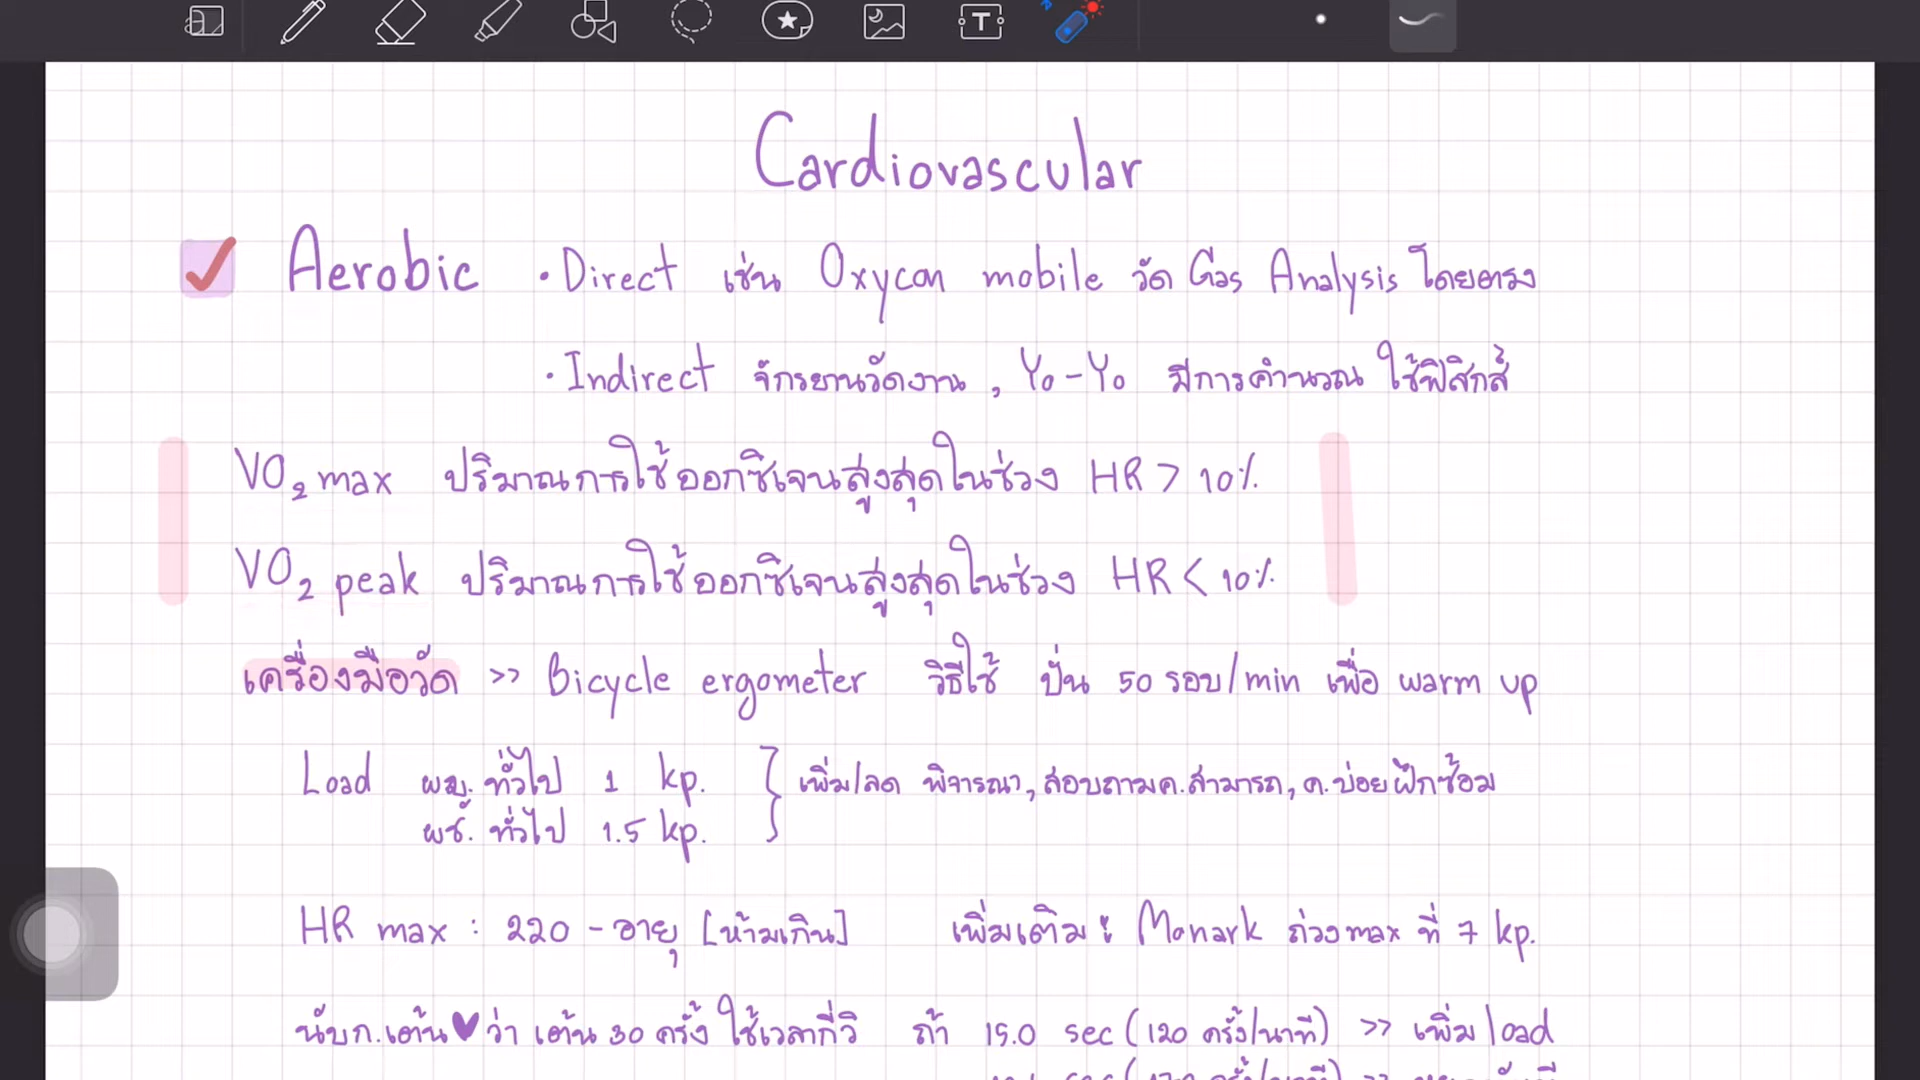 Cardiovascular
Aerobic • Direct เช่น Oxycon mobile วัด Gas Analysis โดยตรง
• Indirect จักรยานวัดงาน, Yo-Yo มีการคำนวณ ใช้ฟิสิกส์
VO₂ max ปริมาณการใช้ออกซิเจนสูงสุดในช่วง HR > 10%
VO₂ peak ปริมาณการใช้ออกซิเจนสูงสุดในช่วง HR < 10%
เครื่องมือวัด >> Bicycle ergometer วิธีใช้ ปั่น 50 รอบ/min เพื่อ warm up
Load ผญ. ทั่วไป 1 kp. } เพิ่ม/ลด พิจารณา, สอบถามค.สามารถ, ค.บ่อยฝึกซ้อม
ผช. ทั่วไป 1.5 kp.
HR max : 220 - อายุ [ห้ามเกิน] เพิ่มเติม : Monark ถ่วงmax ที่ 7 kp.
นับก.เต้น♥ว่า เต้น 30 ครั้ง ใช้เวลากี่วิ ถ้า 15.0 sec (120 ครั้ง/นาที) >> เพิ่ม load